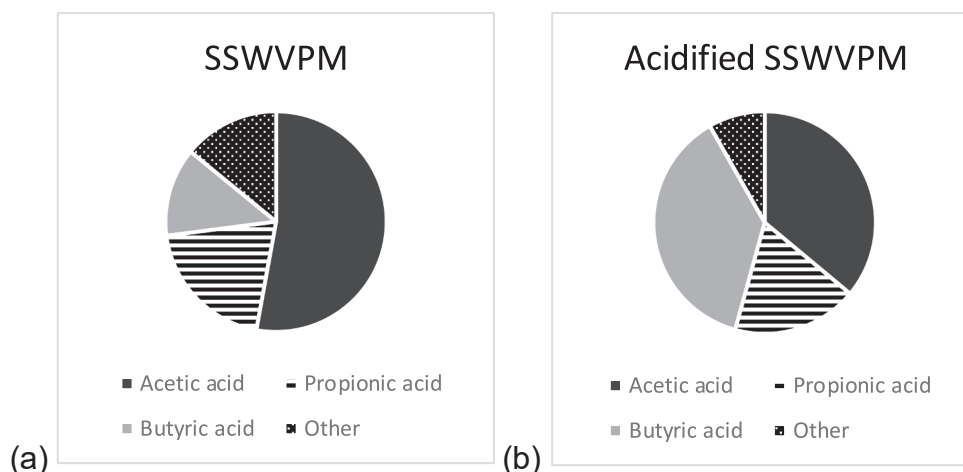 SSWVPM
Acetic acid
Propionic acid
Butyric acid
Other
(a)
Acidified SSWVPM
Acetic acid
Propionic acid
Butyric acid
Other
(b)